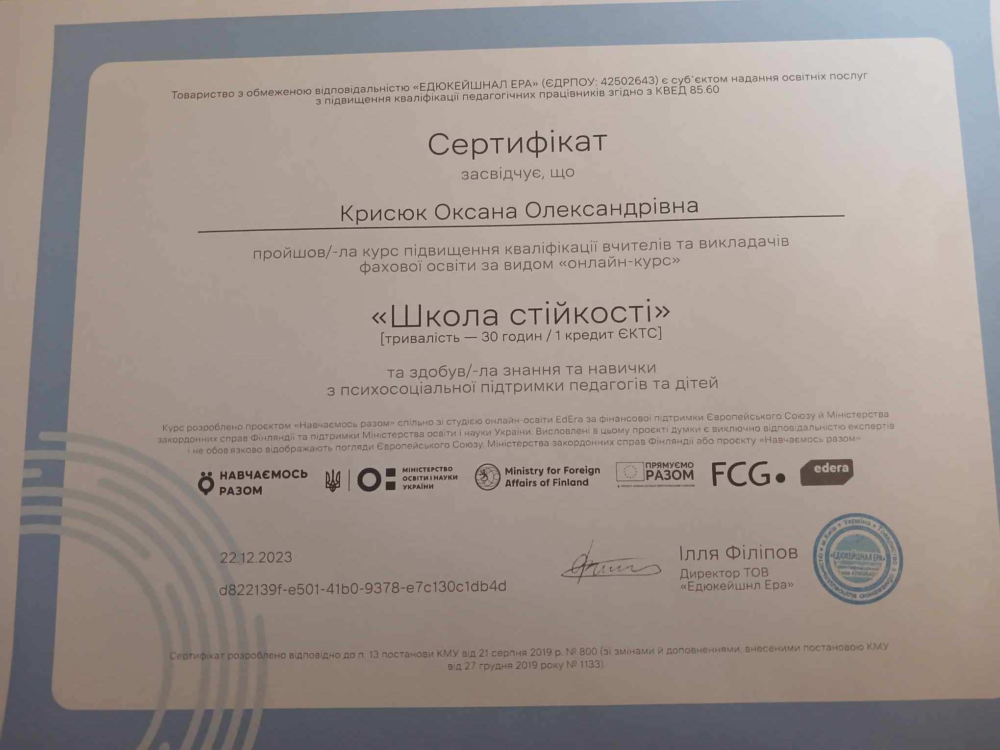 Товариство з обмеженою відповідальністю «ЕДЮКЕЙШНАЛ ЕРА» (ЄДРПОУ: 42502643) є суб`єктом надання освітніх послуг
з підвищення кваліфікації педагогічних працівників згідно з КВЕД 85.60
Сертифікат
засвідчує, що
Крисюк Оксана Олександрівна
пройшов/-ла курс підвищення кваліфікації вчителів та викладачів
фахової освіти за видом «онлайн-курс»
«Школа стійкості»
[тривалість — 30 годин / 1 кредит ЄКТС]
та здобув/-ла знання та навички
з психосоціальної підтримки педагогів та дітей
Курс розроблено проєктом «Навчаємось разом» спільно зі студією онлайн-освіти EdEra за фінансової підтримки Європейського Союзу й Міністерства
закордонних справ Фінляндії та підтримки Міністерства освіти і науки України. Висловлені в цьому проєкті думки є виключно відповідальністю експертів
і не обов язково відображають погляди Європейського Союзу, Міністерства закордонних справ Фінляндії або проєкту «Навчаємось разом»
НАВЧАЄМОСЬ
РАЗОМ
МІНІСТЕРСТВО
ОСВІТИ І НАУКИ
УКРАЇНИ
Ministry for Foreign
Affairs of Finland
ПРЯМУЄМО
РАЗОМ
FCG.
edera
22.12.2023
d822139f-e501-41b0-9378-e7c130c1db4d
Ілля Філіпов
Директор ТОВ
«Едюкейшнл Ера»
Україна • Товариство з обмеженою відповідальністю • м.Київ •
«ЕДЮКЕЙШНАЛ ЕРА»
код 42502643
Сертифікат розроблено відповідно до п. 13 постанови КМУ від 21 серпня 2019 р. № 800 (зі змінами й доповненнями, внесеними постановою КМУ
від 27 грудня 2019 року № 1133).